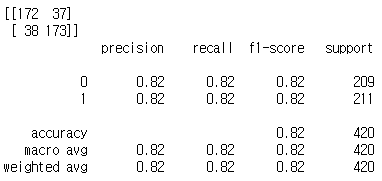 [[172  37]
 [ 38 173]]
              precision    recall  f1-score   support

           0       0.82      0.82      0.82       209
           1       0.82      0.82      0.82       211

    accuracy                           0.82       420
   macro avg       0.82      0.82      0.82       420
weighted avg       0.82      0.82      0.82       420